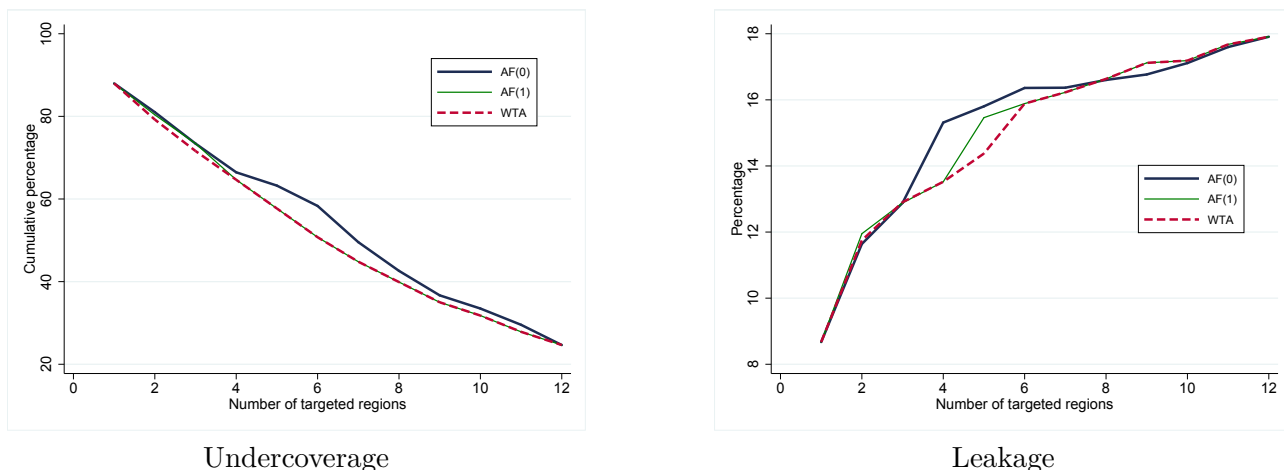 100
80
60
40
20
Cumulative percentage
AF(0)
AF(1)
WTA
0 2 4 6 8 10 12
Number of targeted regions
Undercoverage
18
16
14
12
10
8
Percentage
AF(0)
AF(1)
WTA
0 2 4 6 8 10 12
Number of targeted regions
Leakage